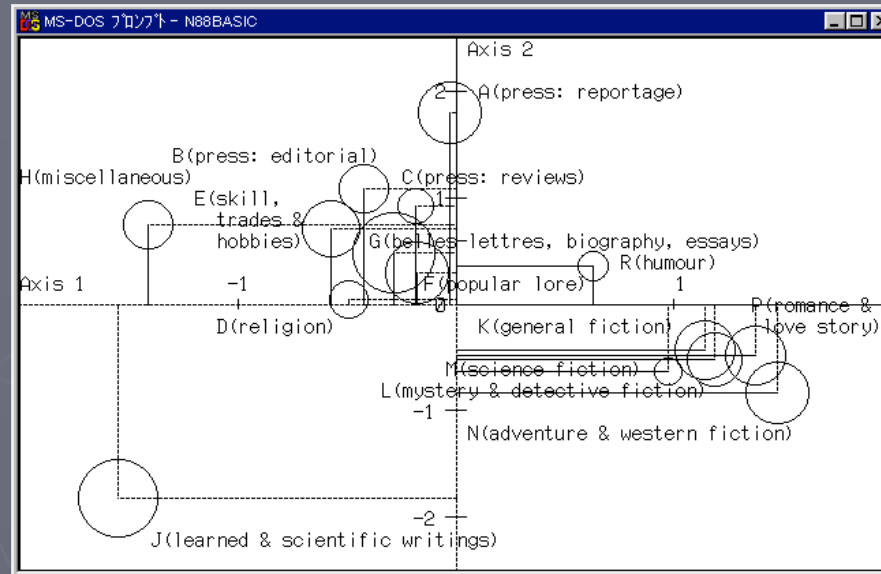 MS-DOS ﾌﾟﾛﾝﾌﾟﾄ - N88BASIC
Axis 2
2
A(press: reportage)
B(press: editorial)
H(miscellaneous)
C(press: reviews)
E(skill,
trades &
hobbies)
1
G(belles-lettres, biography, essays)
R(humour)
Axis 1
-1
F(popular lore)
1
0
P(romance &
love story)
D(religion)
K(general fiction)
M(science fiction)
L(mystery & detective fiction)
-1
N(adventure & western fiction)
-2
J(learned & scientific writings)